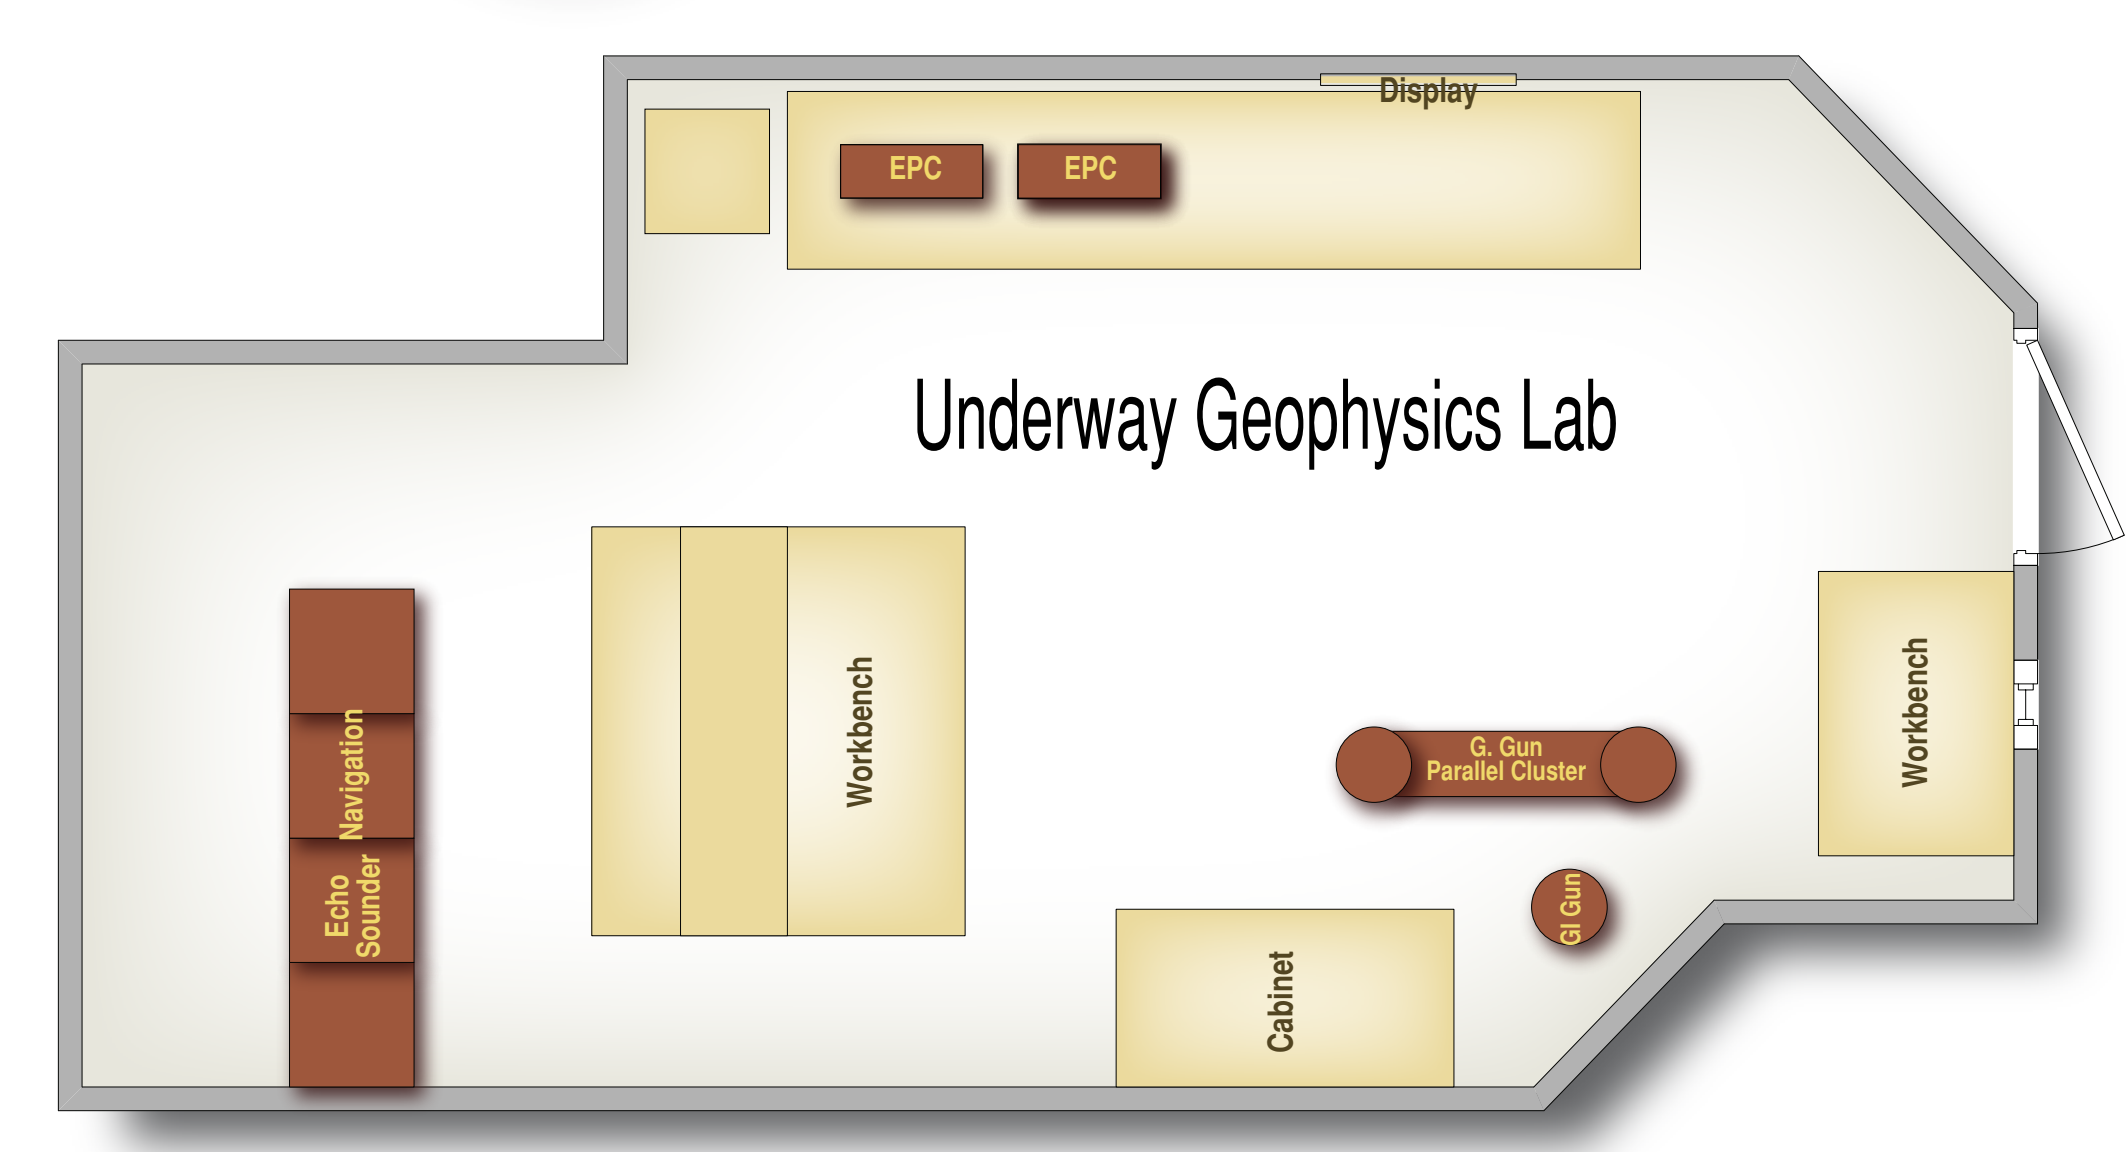 Display
EPC
EPC
Underway Geophysics Lab
Workbench
Workbench
Navigation
Echo
Sounder
G. Gun
Parallel Cluster
GI Gun
Cabinet